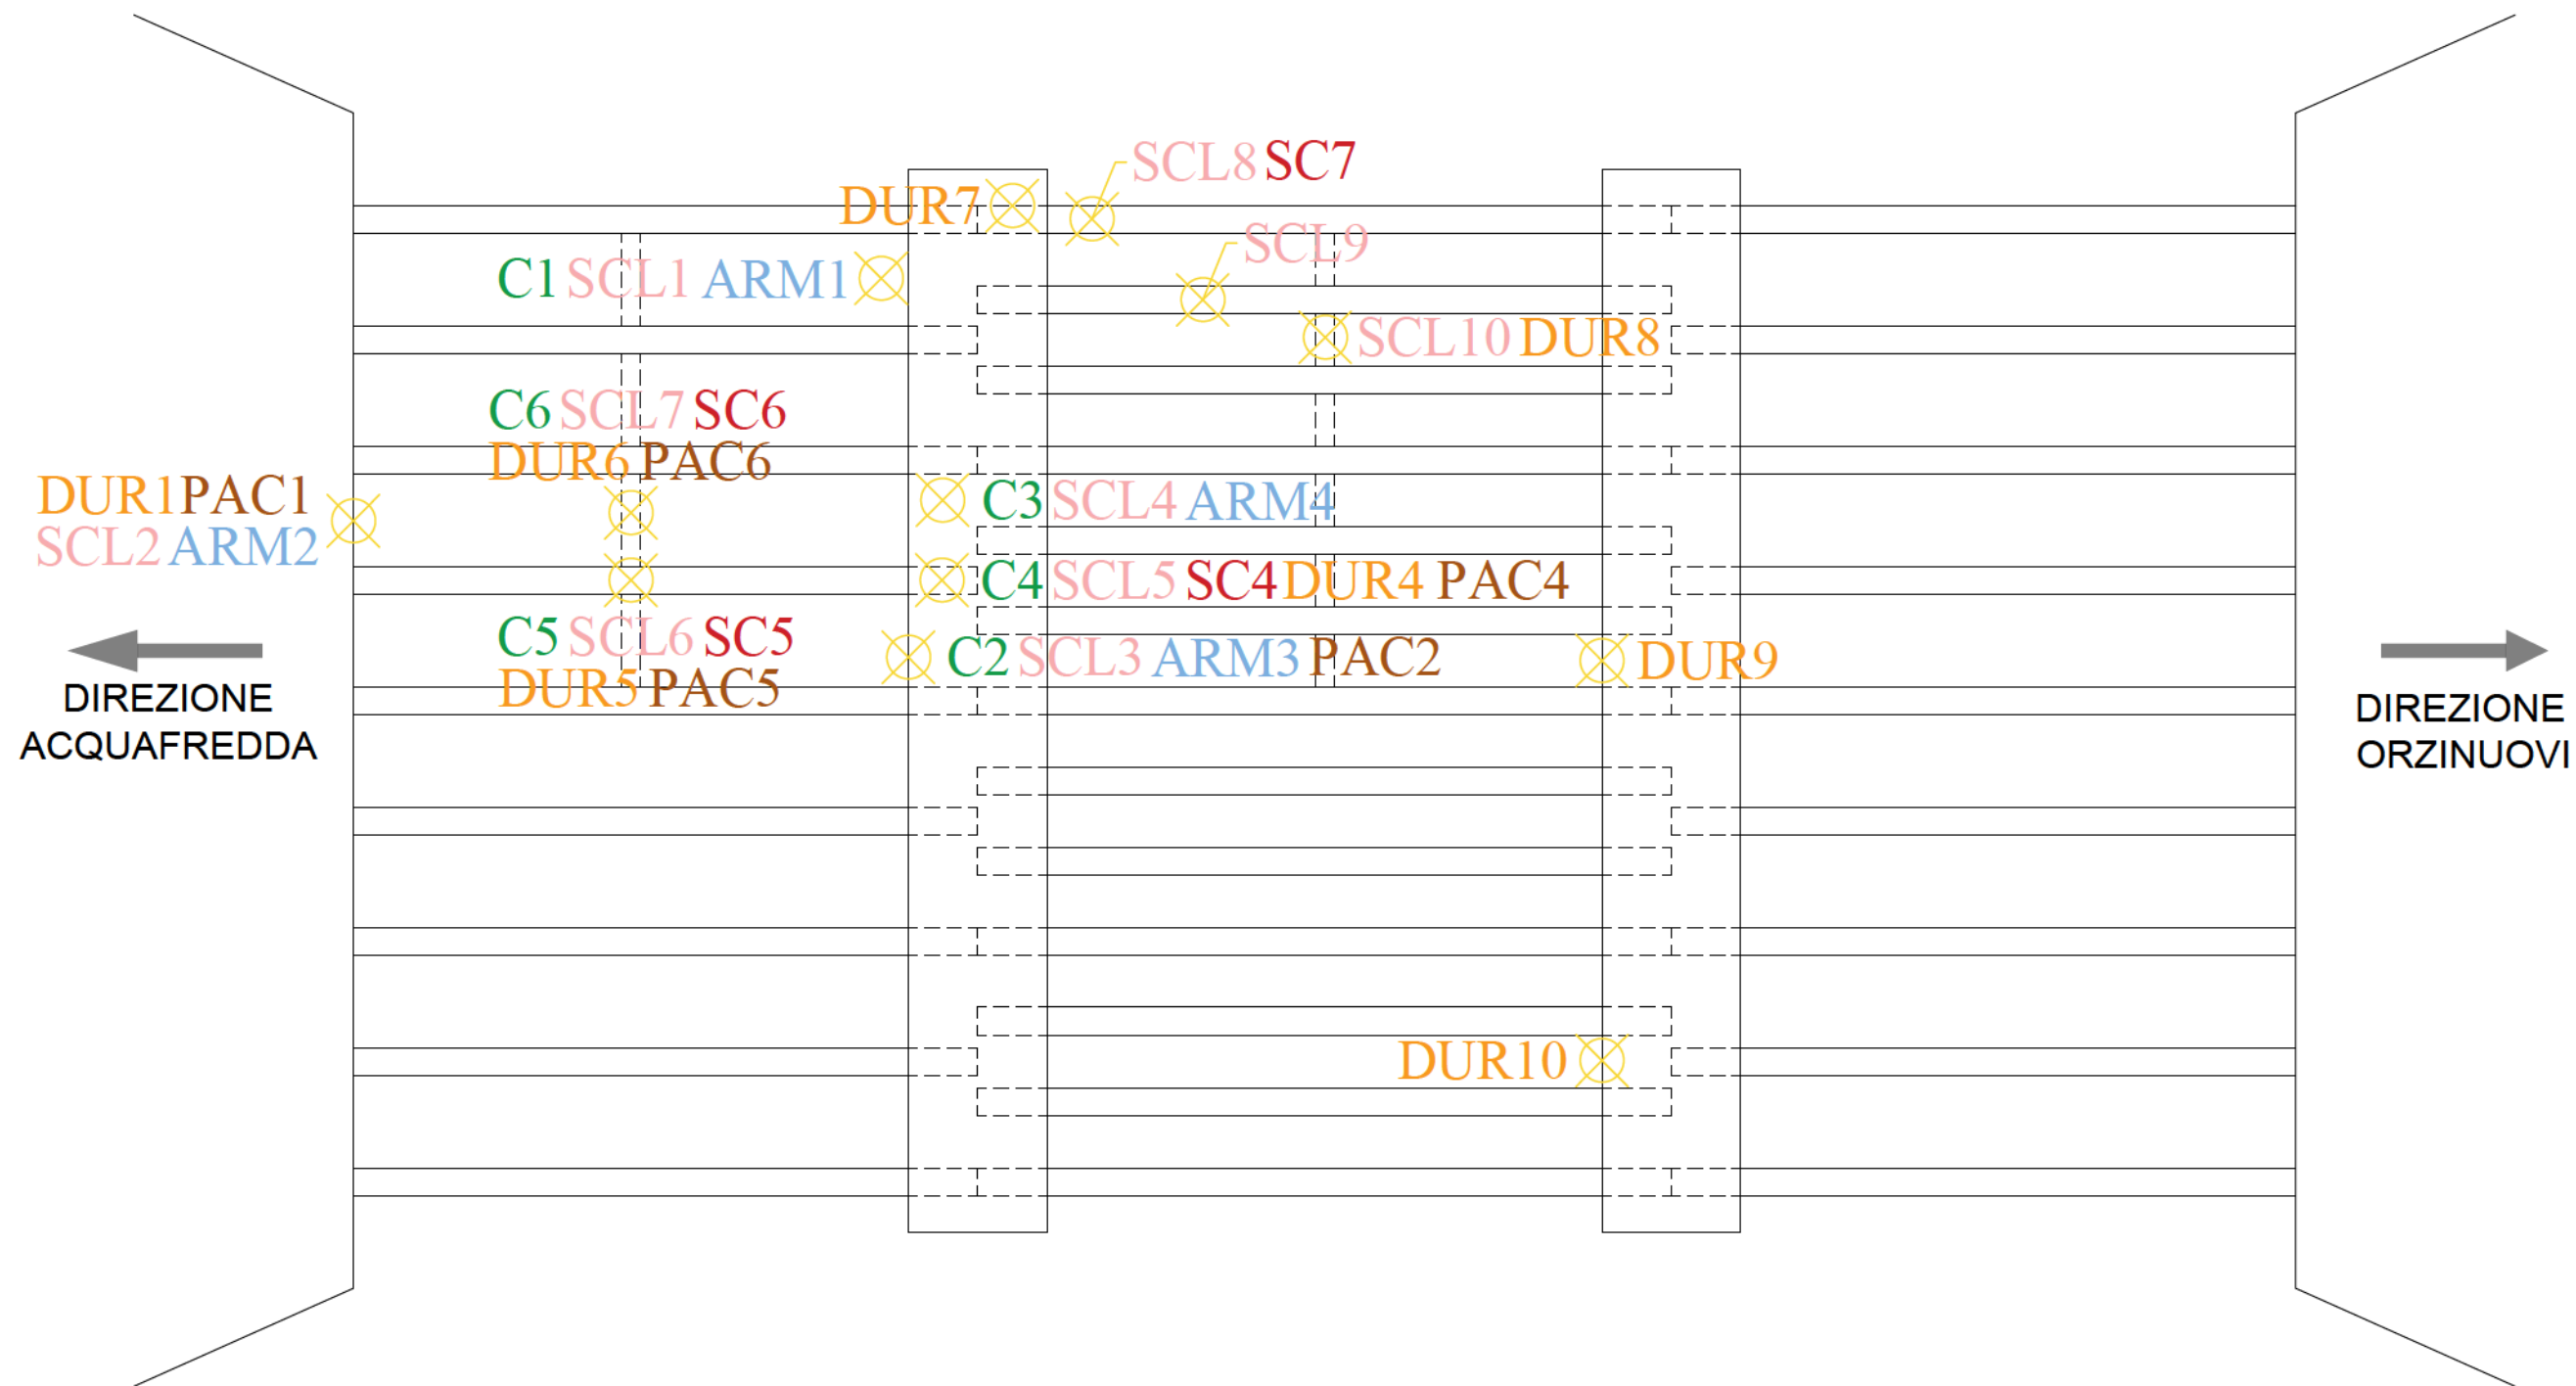 SCL8 SC7
DUR7
SCL9
C1 SCL1 ARM1
SCL10 DUR8
C6 SCL7 SC6
DUR6 PAC6
DUR1 PAC1
SCL2 ARM2
C3 SCL4 ARM4
C4 SCL5 SC4 DUR4 PAC4
C5 SCL6 SC5
DUR5 PAC5
C2 SCL3 ARM3 PAC2
DUR9
DIREZIONE
ACQUAFREDDA
DIREZIONE
ORZINUOVI
DUR10